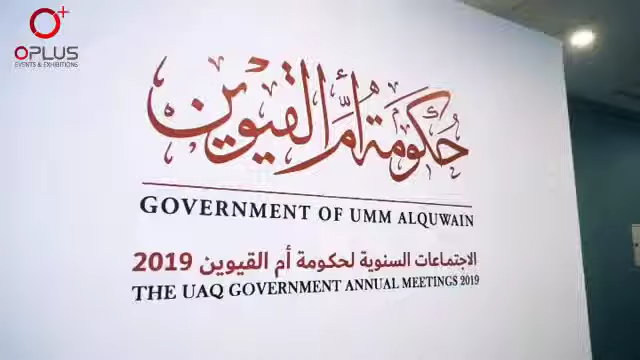 OPLUS
EVENTS & EXHIBITIONS
حكومة أم القيوين
GOVERNMENT OF UMM ALQUWAIN
الاجتماعات السنوية لحكومة أم القيوين 2019
THE UAQ GOVERNMENT ANNUAL MEETINGS 2019